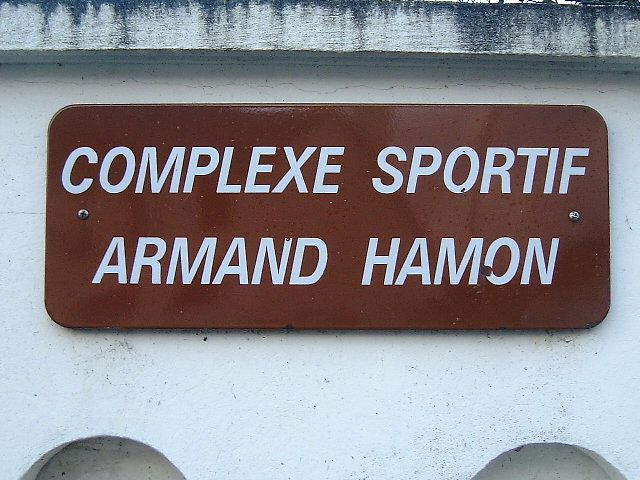 COMPLEXE SPORTIF
ARMAND HAMON